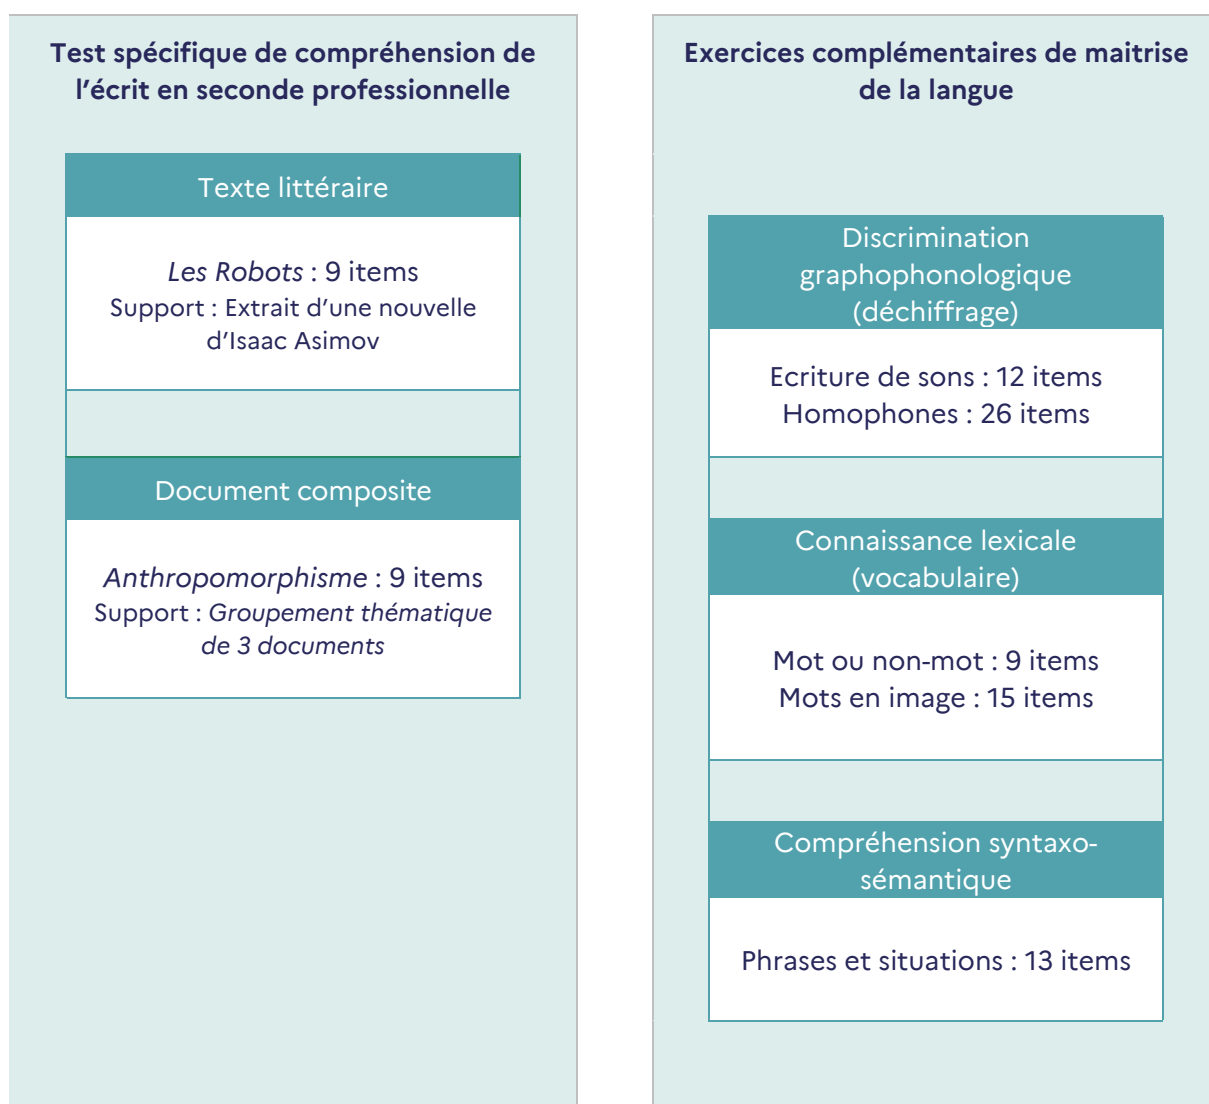 Test spécifique de compréhension de
l’écrit en seconde professionnelle
Texte littéraire
Les Robots : 9 items
Support : Extrait d’une nouvelle
d’Isaac Asimov
Document composite
Anthropomorphisme : 9 items
Support : Groupement thématique
de 3 documents
Exercices complémentaires de maitrise
de la langue
Discrimination
graphophonologique
(déchiffrage)
Ecriture de sons : 12 items
Homophones : 26 items
Connaissance lexicale
(vocabulaire)
Mot ou non-mot : 9 items
Mots en image : 15 items
Compréhension syntaxo-
sémantique
Phrases et situations : 13 items